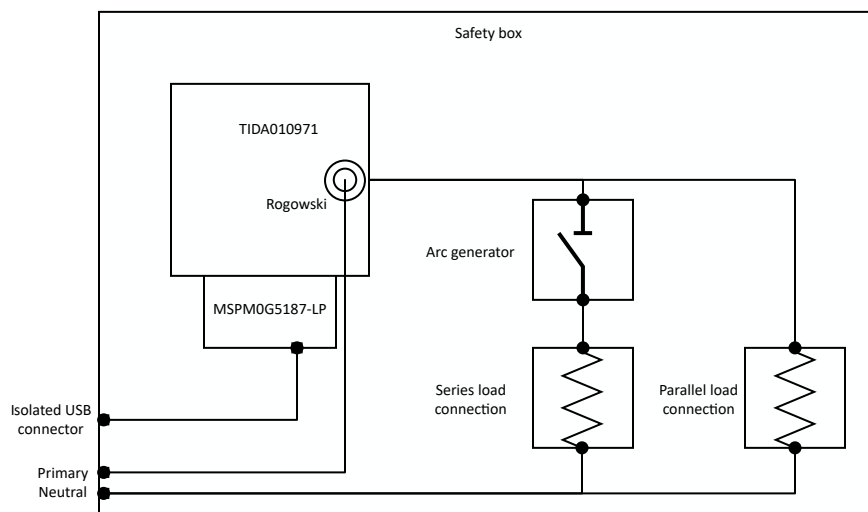 Safety box
TIDA010971
Rogowski
Arc generator
MSPM0G5187-LP
Series load
connection
Parallel load
connection
Isolated USB
connector
Primary
Neutral